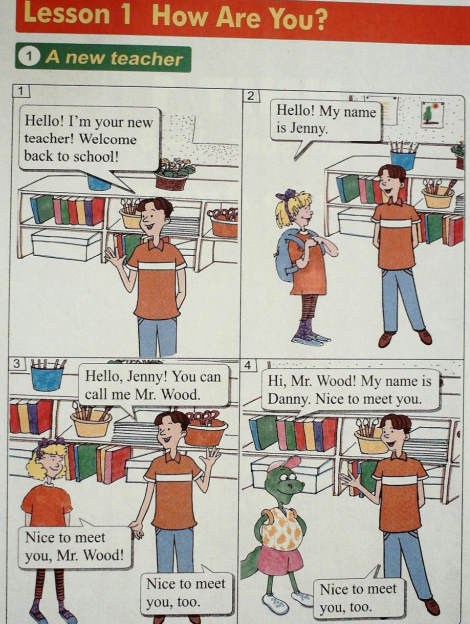 Lesson 1 How Are You?
1 A new teacher
1
Hello! I'm your new
teacher! Welcome
back to school!
2
Hello! My name
is Jenny.
3
Hello, Jenny! You can
call me Mr. Wood.
Nice to meet
you, Mr. Wood!
Nice to meet
you, too.
4
Hi, Mr. Wood! My name is
Danny. Nice to meet you.
Nice to meet
you, too.